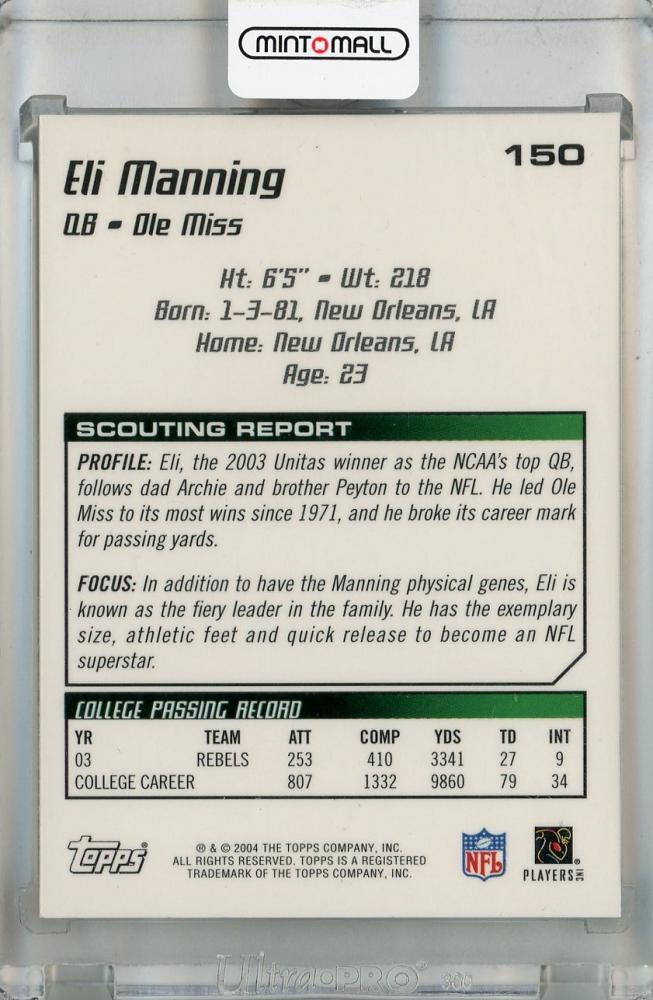 MINTOMALL
150
Eli Manning
QB - Ole Miss
Ht: 6'5" - Wt: 218
Born: 1-3-81, New Orleans, LA
Home: New Orleans, LA
Age: 23
SCOUTING REPORT
PROFILE: Eli, the 2003 Unitas winner as the NCAA's top QB,
follows dad Archie and brother Peyton to the NFL. He led Ole
Miss to its most wins since 1971, and he broke its career mark
for passing yards.
FOCUS: In addition to have the Manning physical genes, Eli is
known as the fiery leader in the family. He has the exemplary
size, athletic feet and quick release to become an NFL
superstar.
COLLEGE PASSING RECORD
YR TEAM ATT COMP YDS TD INT
03 REBELS 253 410 3341 27 9
COLLEGE CAREER 807 1332 9860 79 34
Topps®
® & © 2004 THE TOPPS COMPANY, INC.
ALL RIGHTS RESERVED. TOPPS IS A REGISTERED
TRADEMARK OF THE TOPPS COMPANY, INC.
NFL
PLAYERS INC ®
Ultra•PRO® 360